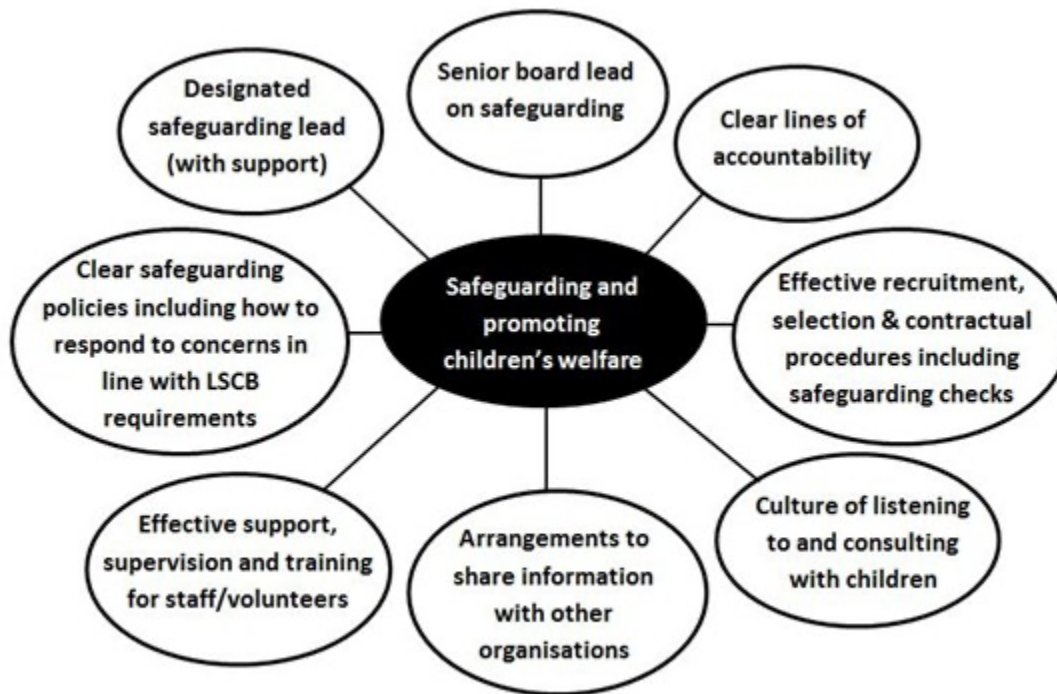 Senior board lead
on safeguarding
Designated
safeguarding lead
(with support)
Clear lines of
accountability
Clear safeguarding
policies including how to
respond to concerns in
line with LSCB
requirements
Safeguarding and
promoting
children’s welfare
Effective recruitment,
selection & contractual
procedures including
safeguarding checks
Effective support,
supervision and training
for staff/volunteers
Arrangements to
share information
with other
organisations
Culture of listening
to and consulting
with children